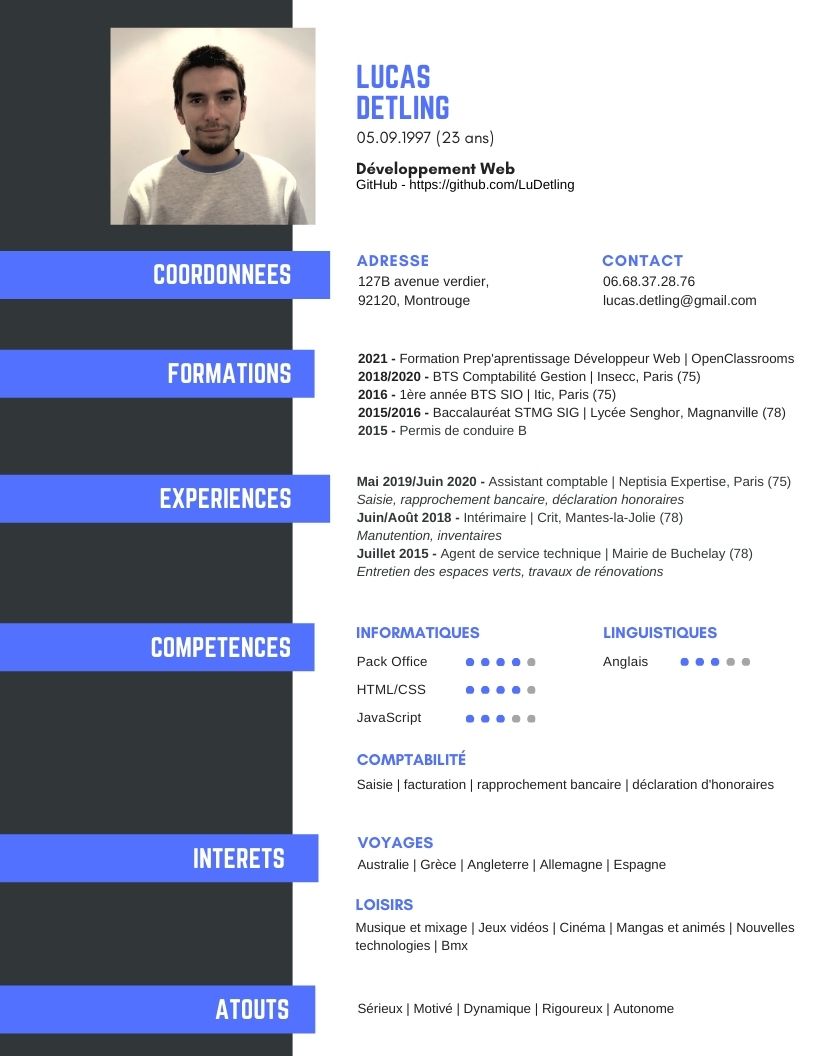 LUCAS
DETLING
05.09.1997 (23 ans)
Développement Web
GitHub - https://github.com/LuDetling
COORDONNEES
ADRESSE
127B avenue verdier,
92120, Montrouge
CONTACT
06.68.37.28.76
lucas.detling@gmail.com
FORMATIONS
2021 - Formation Prep'aprentissage Développeur Web | OpenClassrooms
2018/2020 - BTS Comptabilité Gestion | Insecc, Paris (75)
2016 - 1ère année BTS SIO | Itic, Paris (75)
2015/2016 - Baccalauréat STMG SIG | Lycée Senghor, Magnanville (78)
2015 - Permis de conduire B
EXPERIENCES
Mai 2019/Juin 2020 - Assistant comptable | Neptisia Expertise, Paris (75)
Saisie, rapprochement bancaire, déclaration honoraires
Juin/Août 2018 - Intérimaire | Crit, Mantes-la-Jolie (78)
Manutention, inventaires
Juillet 2015 - Agent de service technique | Mairie de Buchelay (78)
Entretien des espaces verts, travaux de rénovations
COMPETENCES
INFORMATIQUES
Pack Office
HTML/CSS
JavaScript
LINGUISTIQUES
Anglais
COMPTABILITÉ
Saisie | facturation | rapprochement bancaire | déclaration d'honoraires
INTERETS
VOYAGES
Australie | Grèce | Angleterre | Allemagne | Espagne
LOISIRS
Musique et mixage | Jeux vidéos | Cinéma | Mangas et animés | Nouvelles
technologies | Bmx
ATOUTS
Sérieux | Motivé | Dynamique | Rigoureux | Autonome